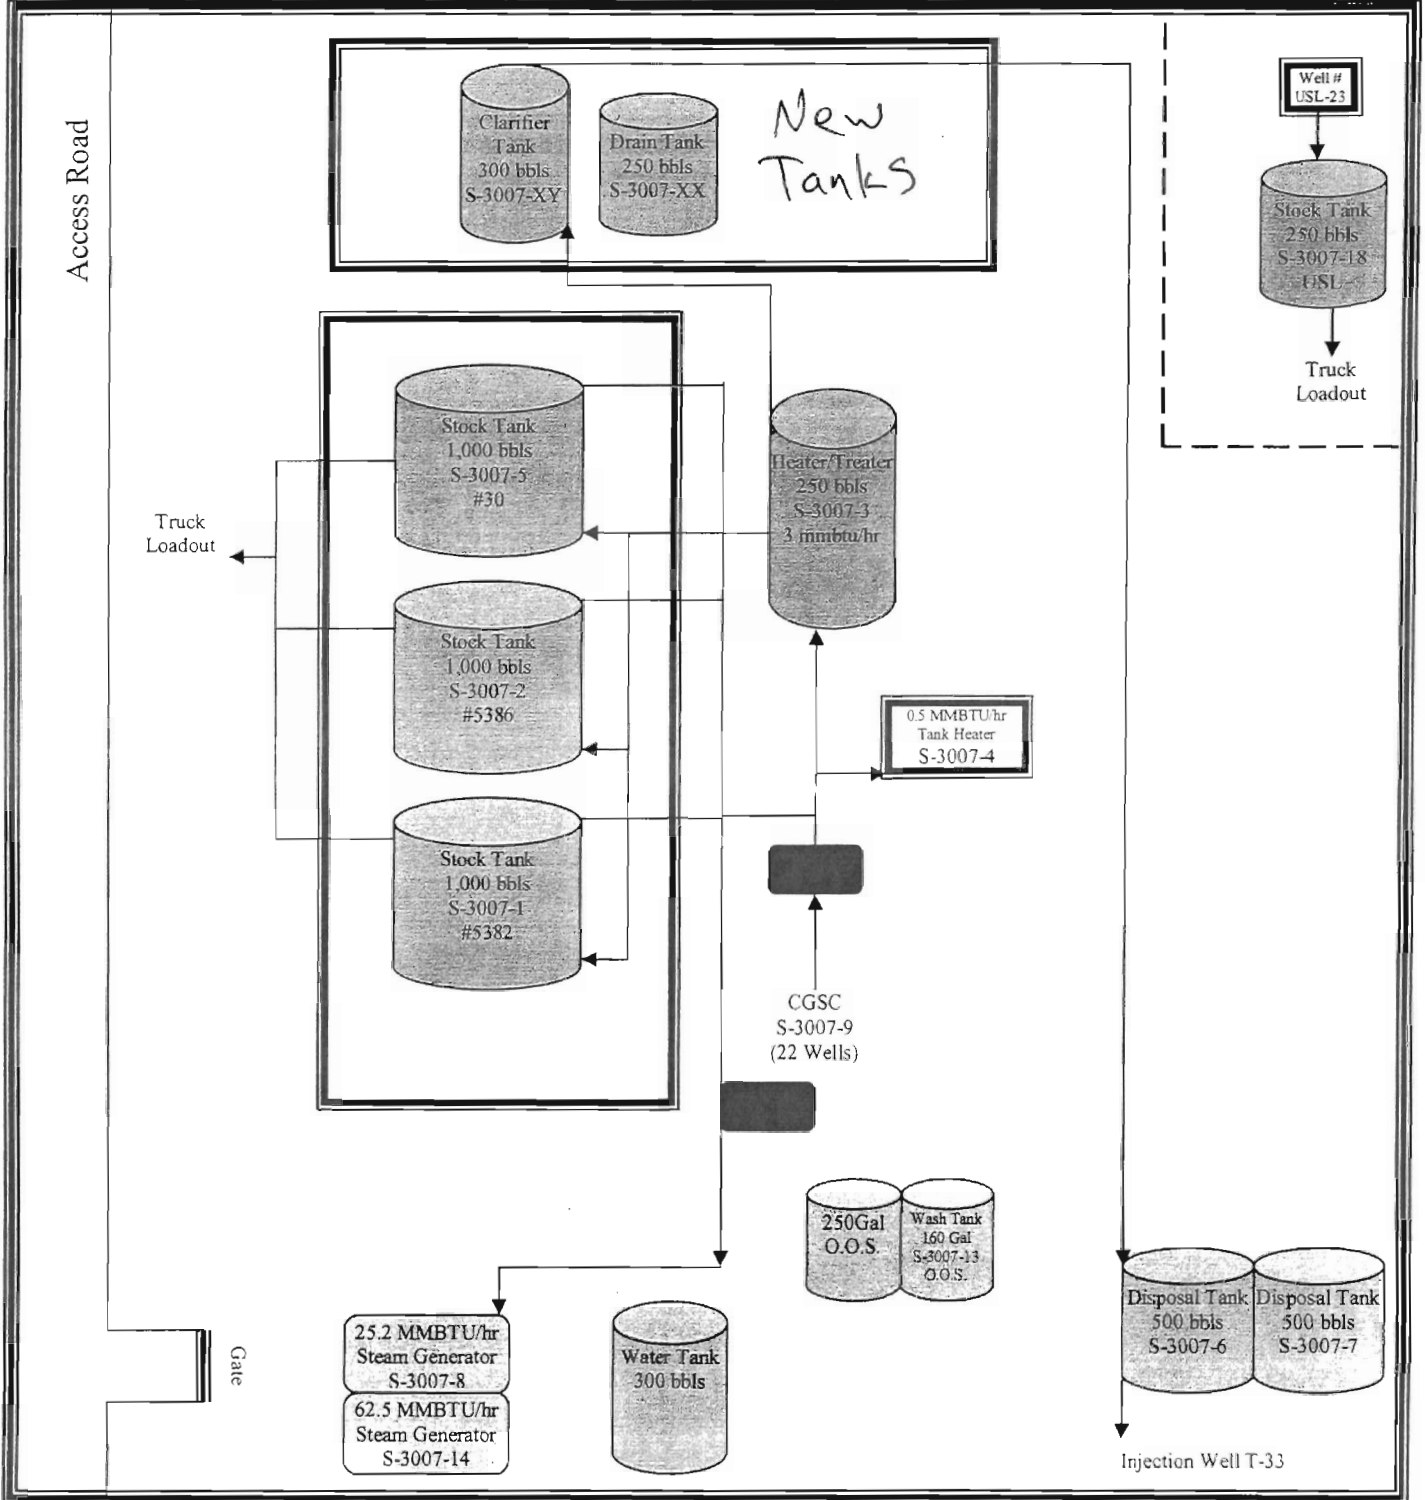 Access Road
Clarifier
Tank
300 bbls
S-3007-XY
Drain Tank
250 bbls
S-3007-XX
New
Tanks
Well #
USL-23
Stock Tank
250 bbls
S-3007-18
USL-
Truck
Loadout
Stock Tank
1,000 bbls
S-3007-5
#30
Heater/Treater
250 bbls
S-3007-3
3 mmbtu/hr
Truck
Loadout
Stock Tank
1,000 bbls
S-3007-2
#5386
0.5 MMBTU/hr
Tank Heater
S-3007-4
Stock Tank
1,000 bbls
S-3007-1
#5382
CGSC
S-3007-9
(22 Wells)
250Gal
O.O.S.
Wash Tank
160 Gal
S-3007-13
O.O.S.
Disposal Tank
500 bbls
S-3007-6
Disposal Tank
500 bbls
S-3007-7
Gate
25.2 MMBTU/hr
Steam Generator
S-3007-8
62.5 MMBTU/hr
Steam Generator
S-3007-14
Water Tank
300 bbls
Injection Well T-33